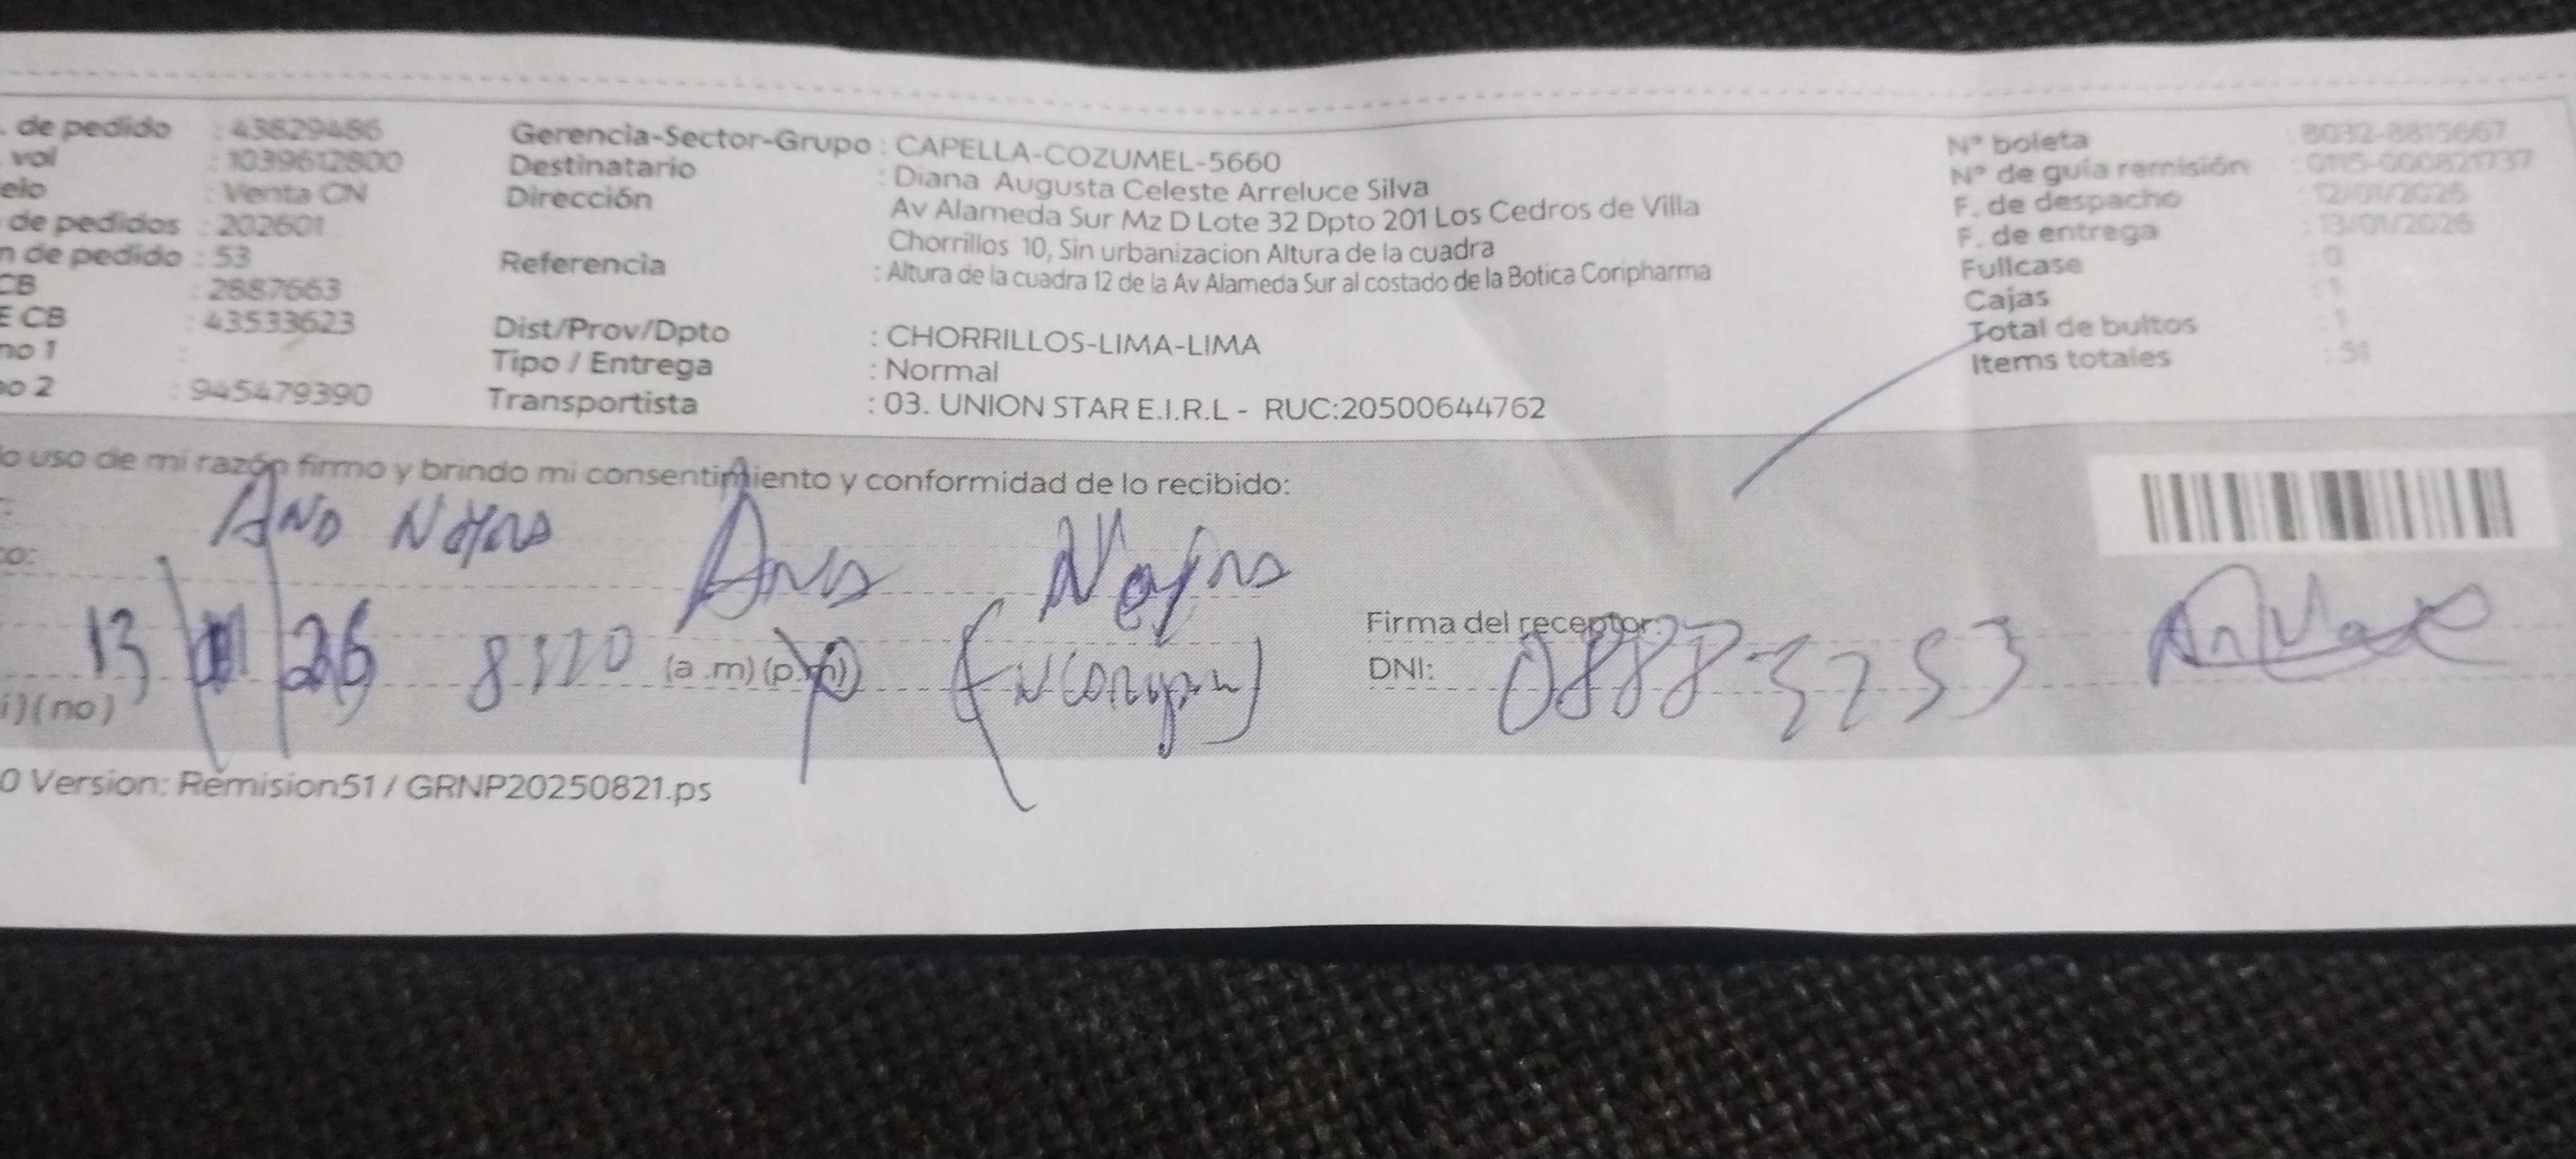 . de pedido : 43829486
vol : 1039612800
elo : Venta CN
de pedidos : 202601
n de pedido : 53
CB : 2887663
E CB : 43533623
no 1 :
no 2 : 945479390
Gerencia-Sector-Grupo : CAPELLA-COZUMEL-5660
Destinatario : Diana Augusta Celeste Arreluce Silva
Dirección Av Alameda Sur Mz D Lote 32 Dpto 201 Los Cedros de Villa
Chorrillos 10, Sin urbanizacion Altura de la cuadra
Referencia : Altura de la cuadra 12 de la Av Alameda Sur al costado de la Botica Conpharma
Dist/Prov/Dpto : CHORRILLOS-LIMA-LIMA
Tipo / Entrega : Normal
Transportista : 03. UNION STAR E.I.R.L - RUC:20500644762
N° boleta : B032-8815667
N° de guía remisión : 0115-000821737
F. de despacho : 12/01/2026
F. de entrega : 13/01/2026
Fullcase : 0
Cajas : 1
Total de bultos : 1
Items totales : 51
lo uso de mi razón firmo y brindo mi consentimiento y conformidad de lo recibido:
o:
13 / 01 / 26 8:20 (a.m) (p.m)
Firma del receptor:
DNI:
i) (no)
0 Version: Remision51 / GRNP20250821.ps